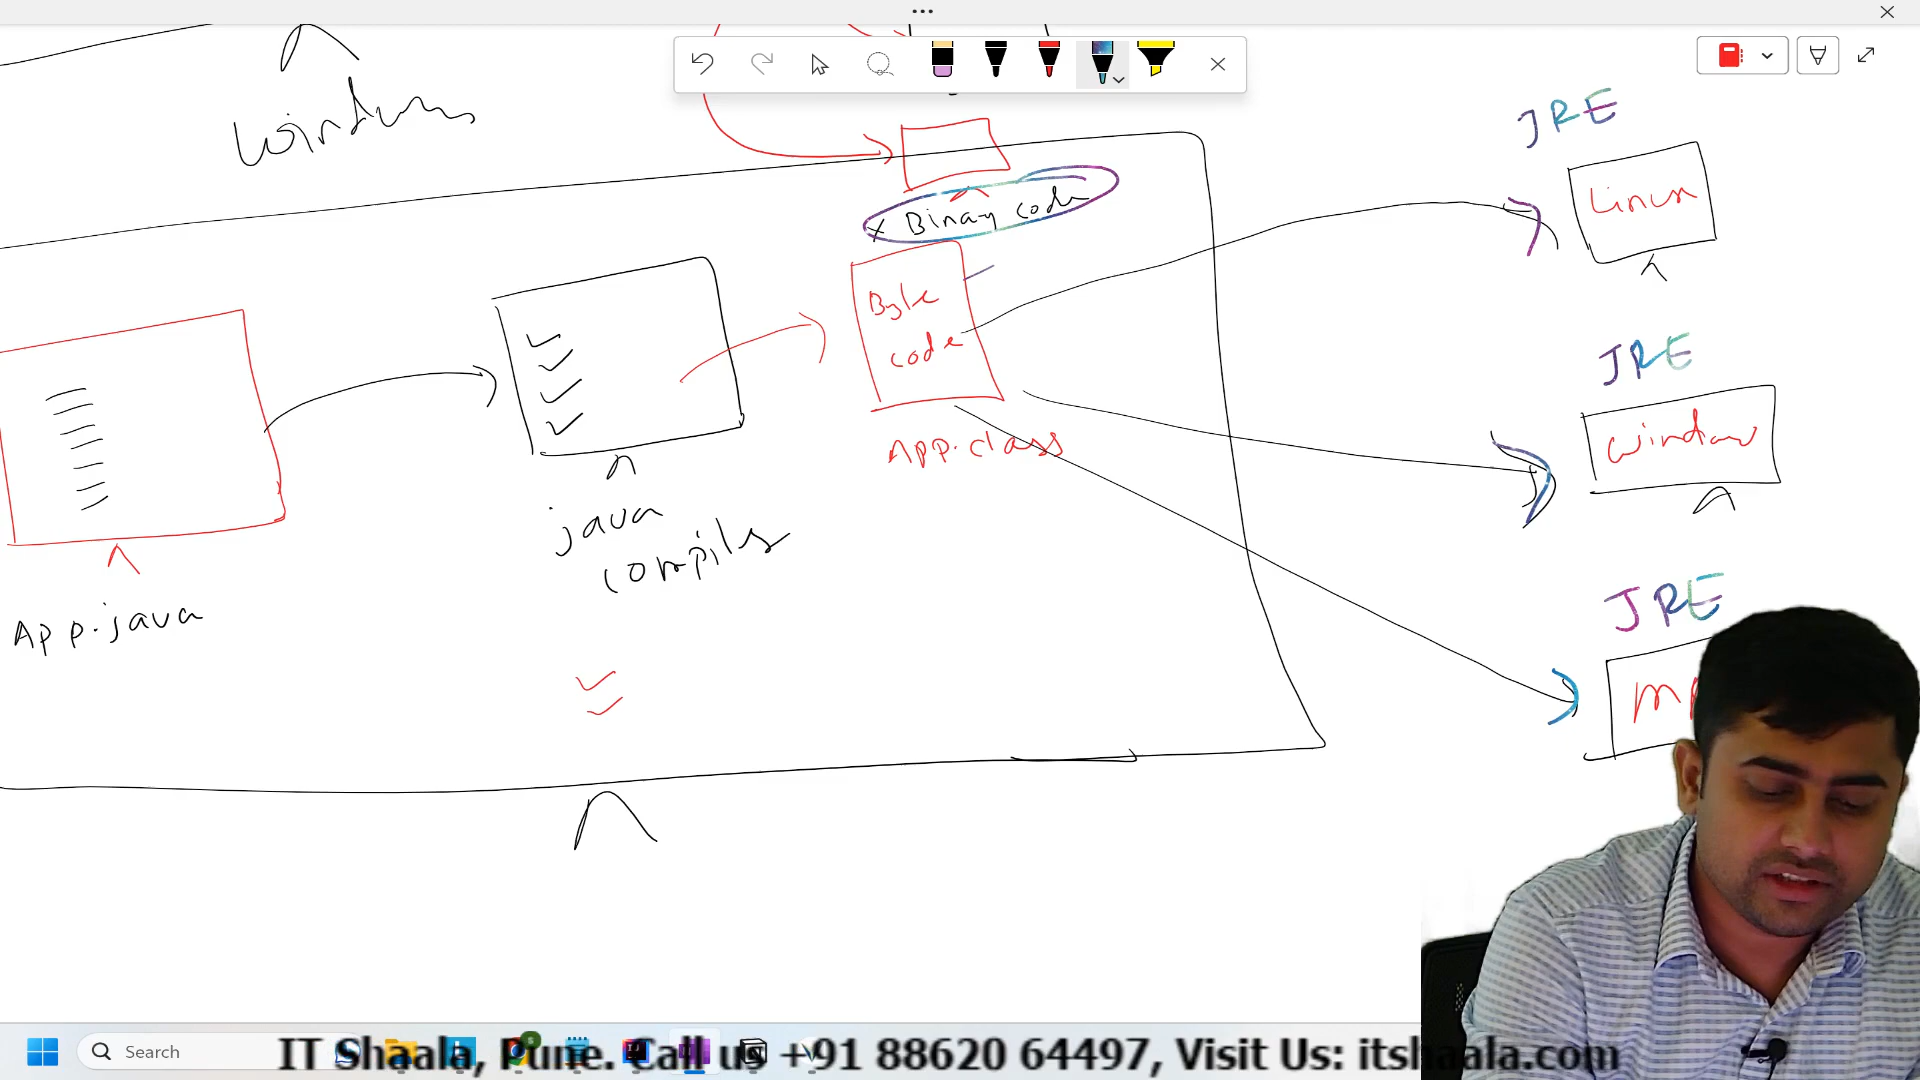 Window
JRE
Linux
x Binary code
Byte
code
JRE
Window
App.class
java
compiler
App.java
JRE
Search
IT Shaala, Pune. Call us +91 88620 64497, Visit Us: itshaala.com